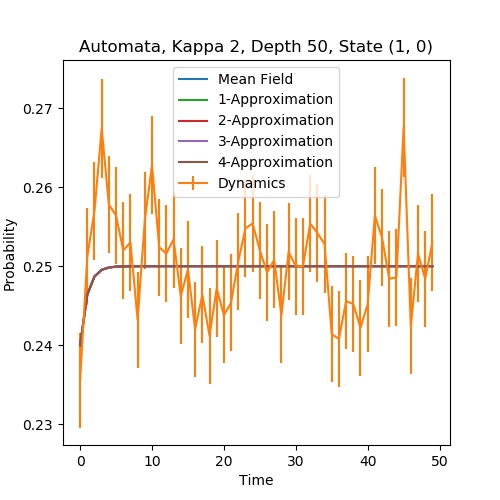 Automata, Kappa 2, Depth 50, State (1, 0)
Mean Field
1-Approximation
2-Approximation
3-Approximation
4-Approximation
Dynamics
Probability
0.27
0.26
0.25
0.24
0.23
0 10 20 30 40 50
Time